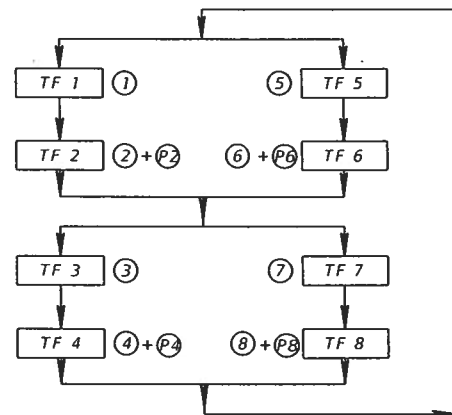 TF 1 1 5 TF 5
TF 2 2 + P2 6 + P6 TF 6
TF 3 3 7 TF 7
TF 4 4 + P4 8 + P8 TF 8